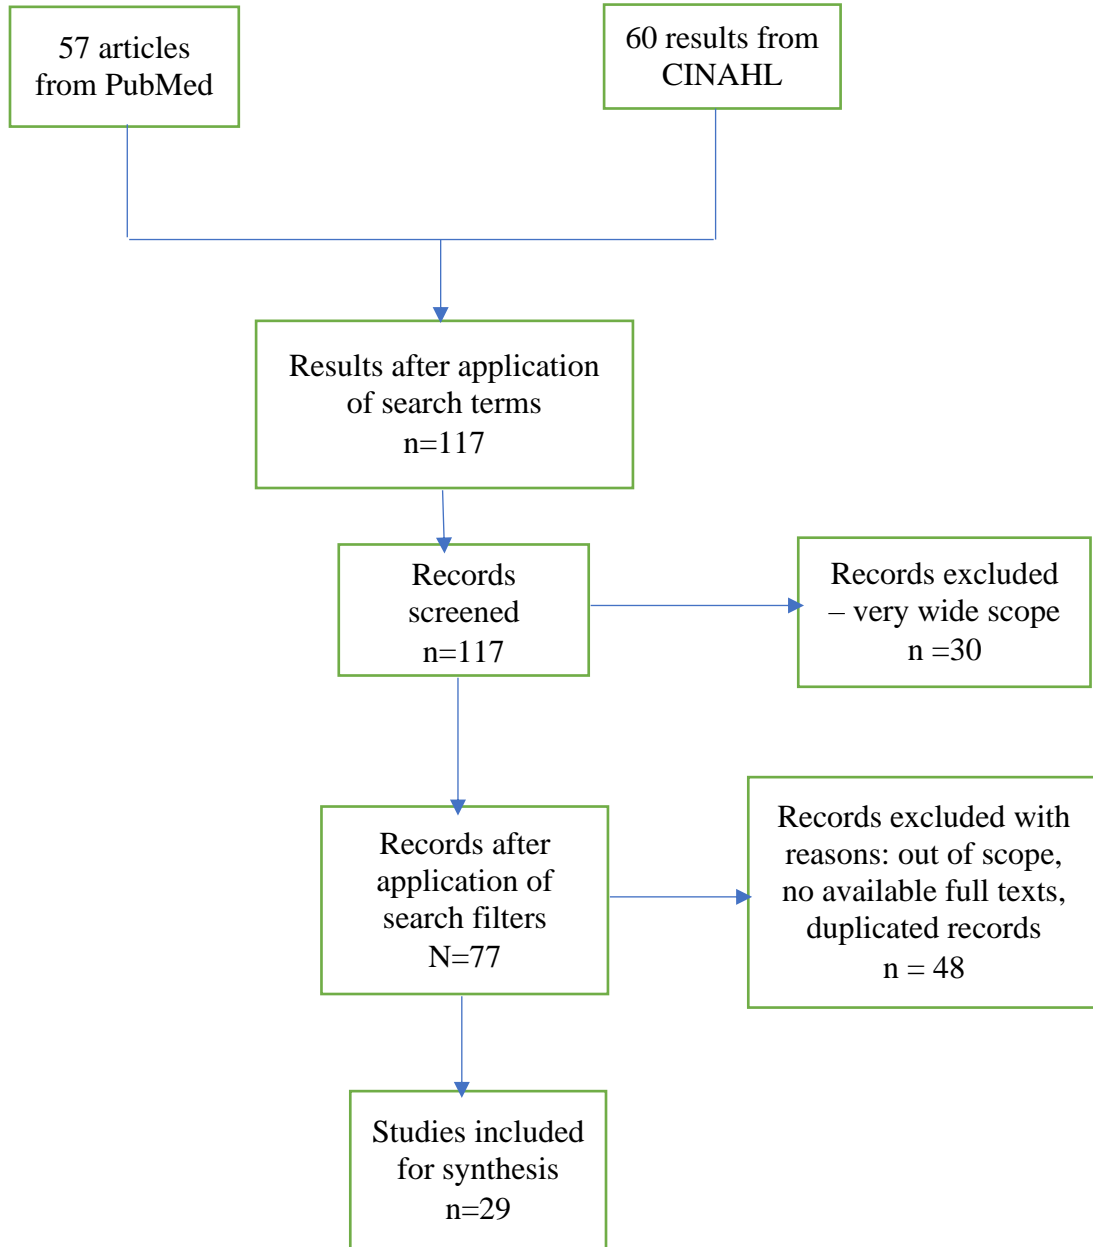 57 articles
from PubMed
60 results from
CINAHL
Results after application
of search terms
n=117
Records
screened
n=117
Records excluded
– very wide scope
n =30
Records after
application of
search filters
N=77
Records excluded with
reasons: out of scope,
no available full texts,
duplicated records
n = 48
Studies included
for synthesis
n=29